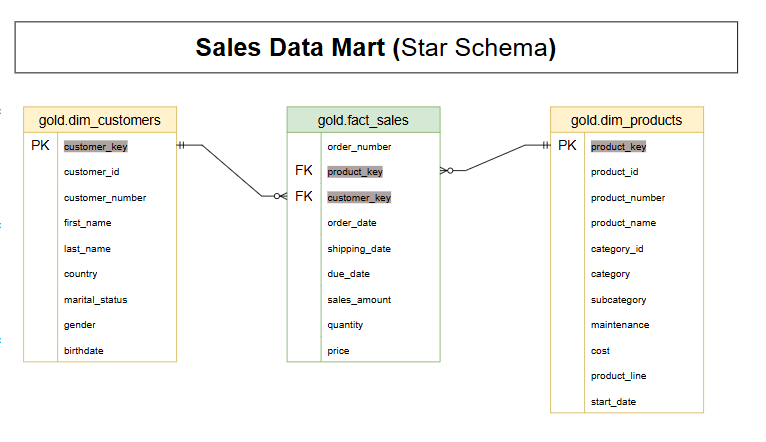 Sales Data Mart (Star Schema)
gold.dim_customers
PK customer_key
customer_id
customer_number
first_name
last_name
country
marital_status
gender
birthdate
gold.fact_sales
order_number
FK product_key
FK customer_key
order_date
shipping_date
due_date
sales_amount
quantity
price
gold.dim_products
PK product_key
product_id
product_number
product_name
category_id
category
subcategory
maintenance
cost
product_line
start_date